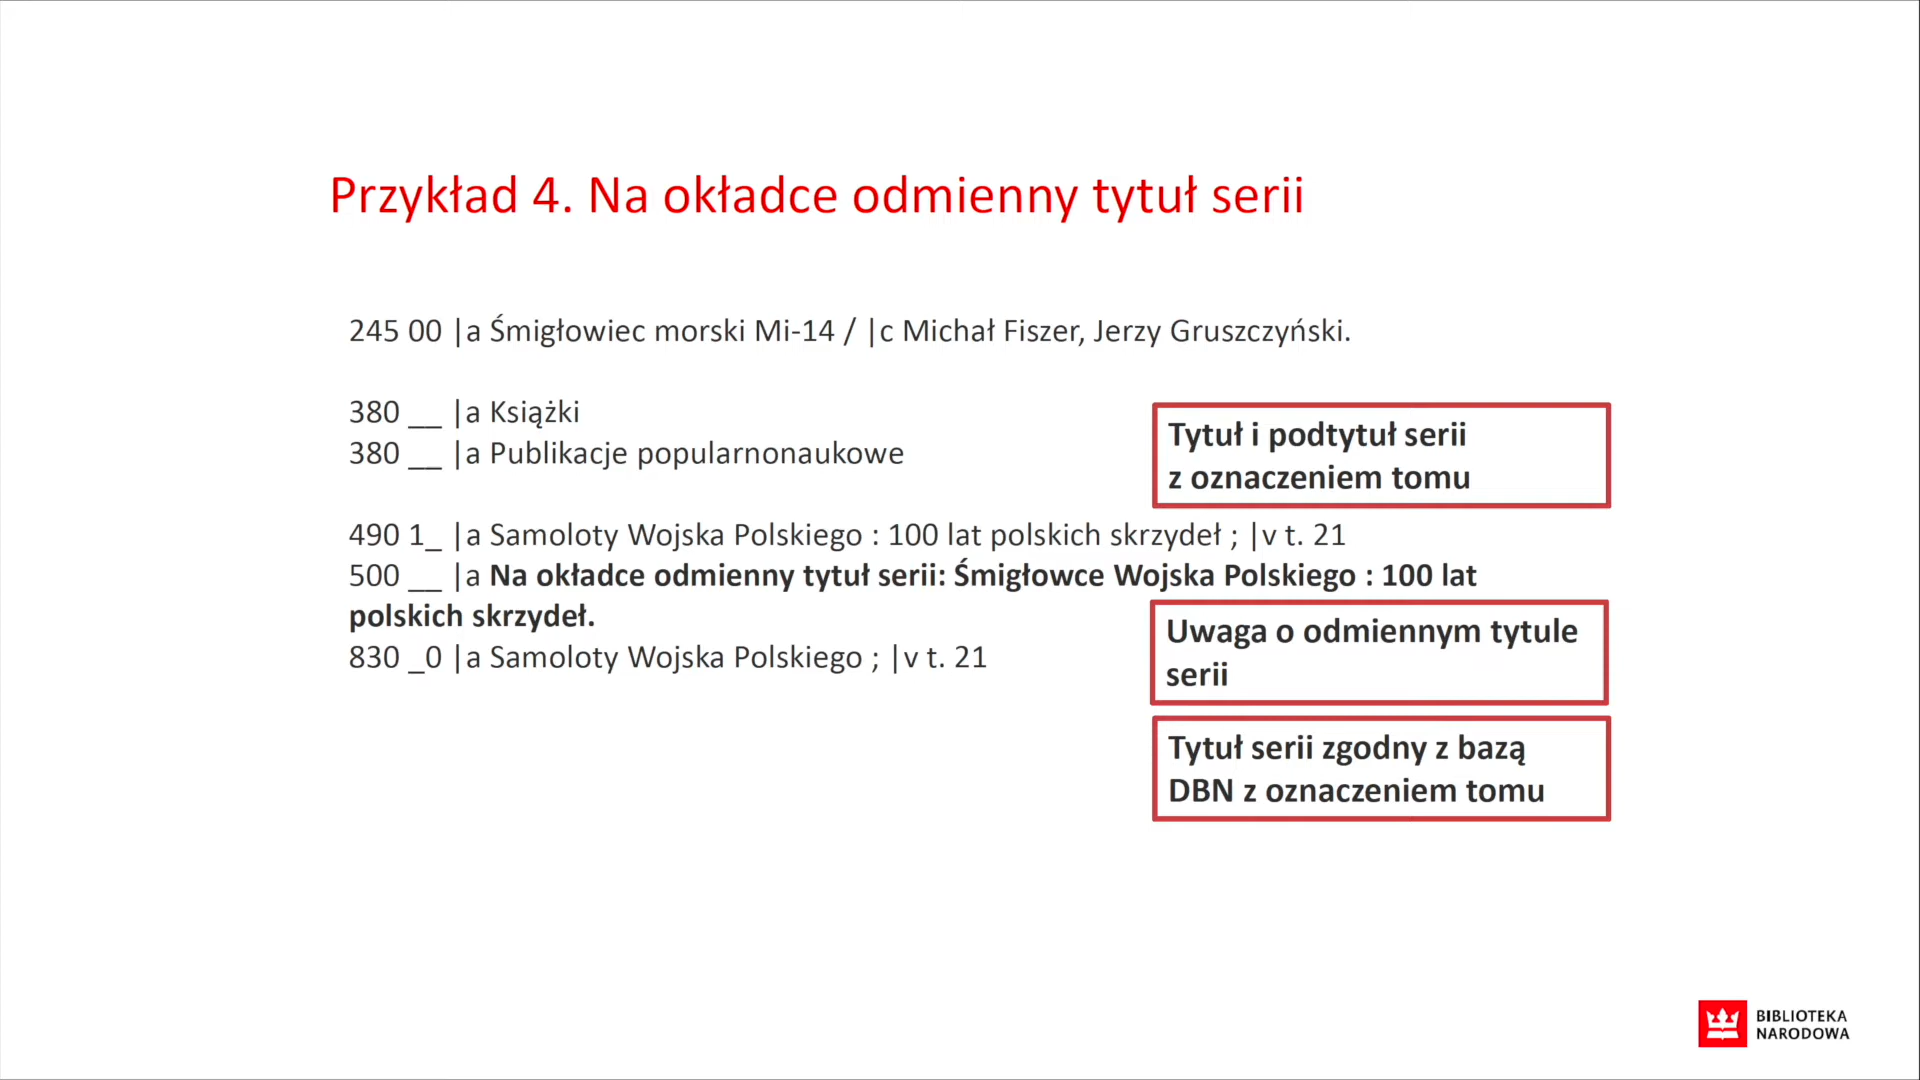 Przykład 4. Na okładce odmienny tytuł serii
245 00 |a Śmigłowiec morski Mi-14 / |c Michał Fiszer, Jerzy Gruszczyński.
380 __ |a Książki
380 __ |a Publikacje popularnonaukowe
Tytuł i podtytuł serii
z oznaczeniem tomu
490 1_ |a Samoloty Wojska Polskiego : 100 lat polskich skrzydeł ; |v t. 21
500 __ |a Na okładce odmienny tytuł serii: Śmigłowce Wojska Polskiego : 100 lat
polskich skrzydeł.
Uwaga o odmiennym tytule
serii
830 _0 |a Samoloty Wojska Polskiego ; |v t. 21
Tytuł serii zgodny z bazą
DBN z oznaczeniem tomu
BIBLIOTEKA
NARODOWA